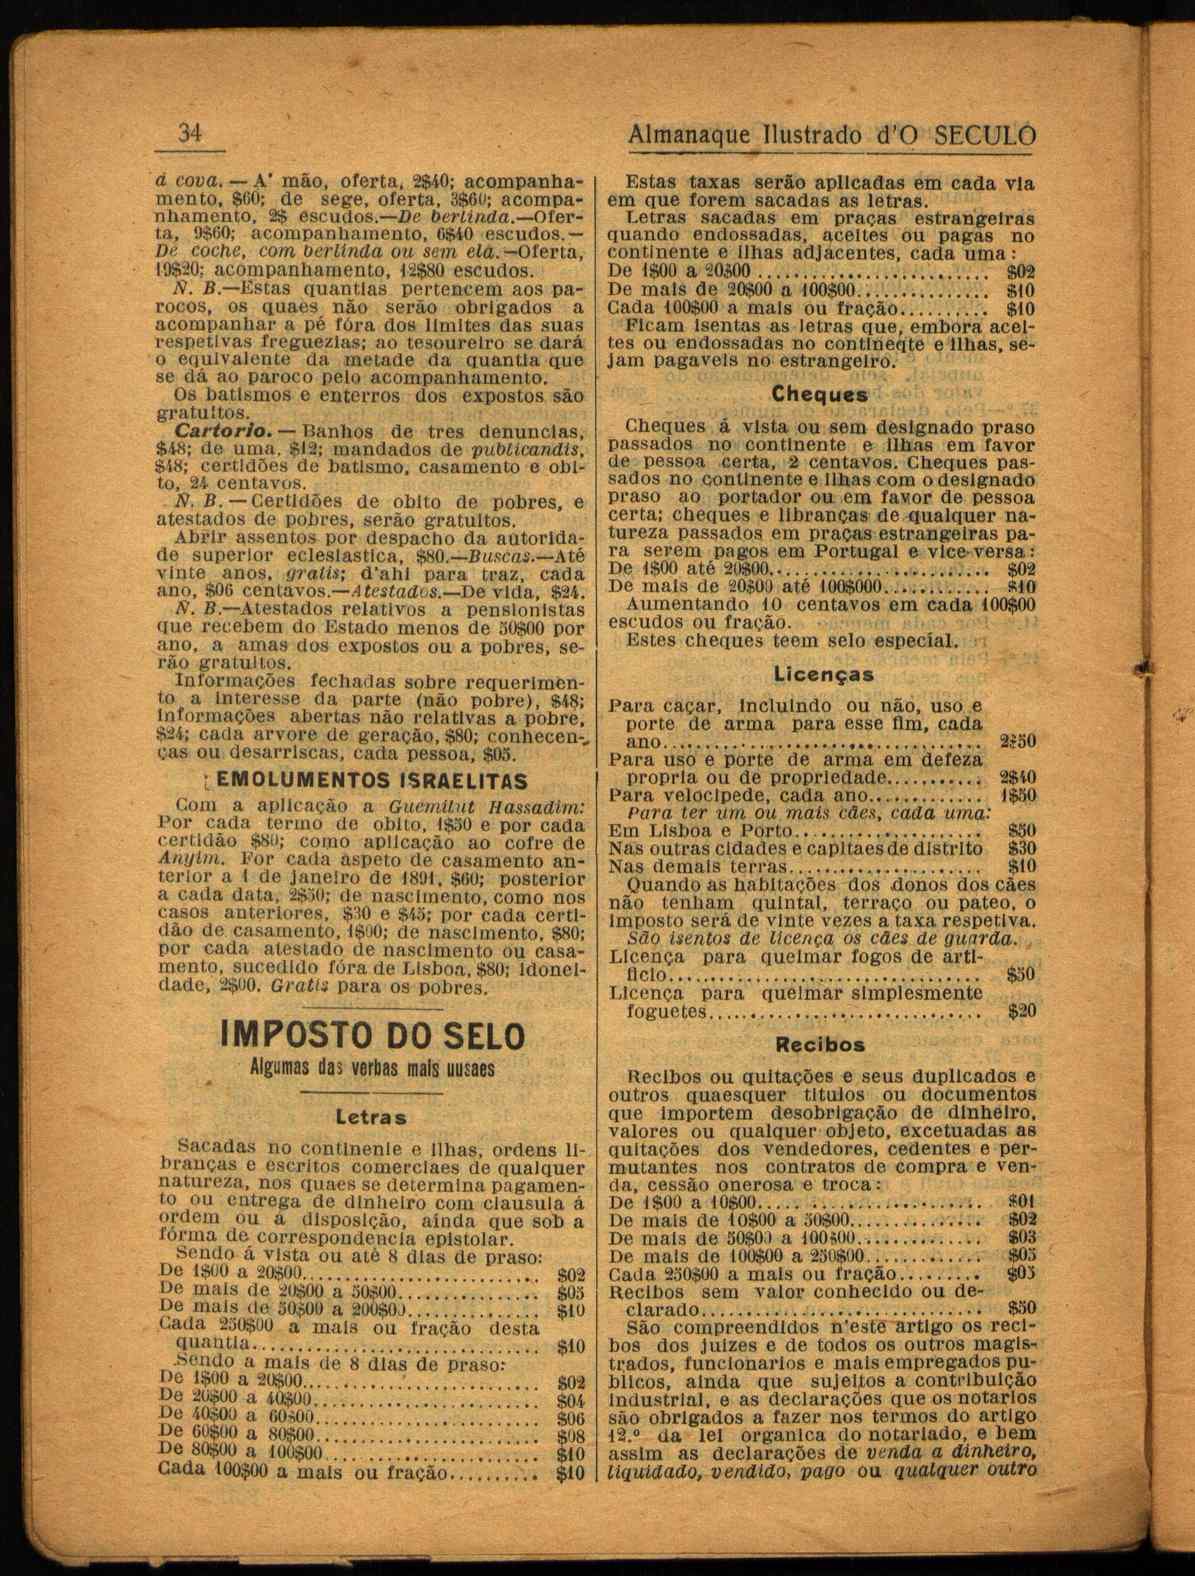 34
Almanaque Ilustrado d'O SECULO
á cova. — A' mão, oferta, 2$40; acompanha-
mento, $60; de sege, oferta, 3$60; acompa-
nhamento, 2$ escudos.—De berlinda.—Ofer-
ta, 9$60; acompanhamento, 6$40 escudos.—
De coche, com berlinda ou sem ela.—Oferta,
19$20; acompanhamento, 12$80 escudos.
N. B.—Estas quantias pertencem aos pa-
rocos, os quaes não serão obrigados a
acompanhar a pé fóra dos limites das suas
respetivas freguezias; ao tesoureiro se dará
o equivalente da metade da quantia que
se dá ao paroco pelo acompanhamento.
Os batismos e enterros dos expostos são
gratuitos.
Cartorio. — Banhos de tres denuncias,
$48; de uma, $12; mandados de publicandis,
$48; certidões de batismo, casamento e obi-
to, 24 centavos.
N. B. — Certidões de obito de pobres, e
atestados de pobres, serão gratuitos.
Abrir assentos por despacho da autorida-
de superior eclesiastica, $80.—Buscas.—Até
vinte anos, gratis; d'ahi para traz, cada
ano, $06 centavos.—Atestados.—De vida, $24.
N. B.—Atestados relativos a pensionistas
que recebem do Estado menos de 50$00 por
ano, a amas dos expostos ou a pobres, se-
rão gratuitos.
Informações fechadas sobre requerimen-
to a interesse da parte (não pobre), $48;
informações abertas não relativas a pobre,
$24; cada arvore de geração, $80; conhecen-
ças ou desarriscas, cada pessoa, $05.
EMOLUMENTOS ISRAELITAS
Com a aplicação a Guemilut Hassadim:
Por cada termo de obito, 1$50 e por cada
certidão $80; como aplicação ao cofre de
Anyim. For cada aspeto de casamento an-
terior a 1 de janeiro de 1891, $60; posterior
a cada data, 2$50; de nascimento, como nos
casos anteriores, $30 e $45; por cada certi-
dão de casamento, 1$00; de nascimento, $80;
por cada atestado de nascimento ou casa-
mento, sucedido fóra de Lisboa, $80; idonei-
dade, 2$00. Gratis para os pobres.
IMPOSTO DO SELO
Algumas das verbas mais uusaes
Letras
Sacadas no continenie e ilhas, ordens li-
branças e escritos comerciaes de qualquer
natureza, nos quaes se determina pagamen-
to ou entrega de dinheiro com clausula á
ordem ou á disposição, ainda que sob a
fórma de correspondencia epistolar.
Sendo á vista ou até 8 dias de praso:
De 1$00 a 20$00........................... $02
De mais de 20$00 a 50$00................ $05
De mais de 50$00 a 200$00............... $10
Cada 250$00 a mais ou fração desta
quantia................................. $10
Sendo a mais de 8 dias de praso:
De 1$00 a 20$00........................... $02
De 20$00 a 40$00.......................... $04
De 40$00 a 60$00.......................... $06
De 60$00 a 80$00.......................... $08
De 80$00 a 100$00......................... $10
Cada 100$00 a mais ou fração.......... $10
Estas taxas serão aplicadas em cada via
em que forem sacadas as letras.
Letras sacadas em praças estrangeiras
quando endossadas, aceites ou pagas no
continente e ilhas adjacentes, cada uma:
De 1$00 a 20$00........................... $02
De mais de 20$00 a 100$00............... $10
Cada 100$00 a mais ou fração.......... $10
Ficam isentas as letras que, embora acei-
tes ou endossadas no contineqte e ilhas, se-
jam pagaveis no estrangeiro.
Cheques
Cheques á vista ou sem designado praso
passados no continente e ilhas em favor
de pessoa certa, 2 centavos. Cheques pas-
sados no continente e ilhas com o designado
praso ao portador ou em favor de pessoa
certa; cheques e libranças de qualquer na-
tureza passados em praças estrangeiras pa-
ra serem pagos em Portugal e vice versa:
De 1$00 até 20$00......................... $02
De mais de 20$00 até 100$000............ $10
Aumentando 10 centavos em cada 100$00
escudos ou fração.
Estes cheques teem selo especial.
Licenças
Para caçar, incluindo ou não, uso e
porte de arma para esse fim, cada
ano..................................... 2$50
Para uso e porte de arma em defeza
propria ou de propriedade........... 2$40
Para velocipede, cada ano............. 1$50
Para ter um ou mais cães, cada uma:
Em Lisboa e Porto...................... $50
Nas outras cidades e capitaes de distrito $30
Nas demais terras...................... $10
Quando as habitações dos donos dos cães
não tenham quintal, terraço ou pateo, o
imposto será de vinte vezes a taxa respetiva.
São isentos de licença os cães de guarda.
Licença para queimar fogos de arti-
ficio.................................... $50
Licença para queimar simplesmente
foguetes................................ $20
Recibos
Recibos ou quitações e seus duplicados e
outros quaesquer titulos ou documentos
que importem desobrigação de dinheiro,
valores ou qualquer objeto, excetuadas as
quitações dos vendedores, cedentes e per-
mutantes nos contratos de compra e ven-
da, cessão onerosa e troca:
De 1$00 a 10$00.......................... $01
De mais de 10$00 a 50$00............... $02
De mais de 50$00 a 100$00.............. $03
De mais de 100$00 a 250$00............. $05
Cada 250$00 a mais ou fração......... $05
Recibos sem valor conhecido ou de-
clarado................................. $50
São compreendidos n'este artigo os reci-
bos dos juizes e de todos os outros magis-
trados, funcionarios e mais empregados pu-
blicos, ainda que sujeitos a contribuição
industrial, e as declarações que os notarios
são obrigados a fazer nos termos do artigo
12.º da lei organica do notariado, e bem
assim as declarações de venda a dinheiro,
liquidado, vendido, pago ou qualquer outro